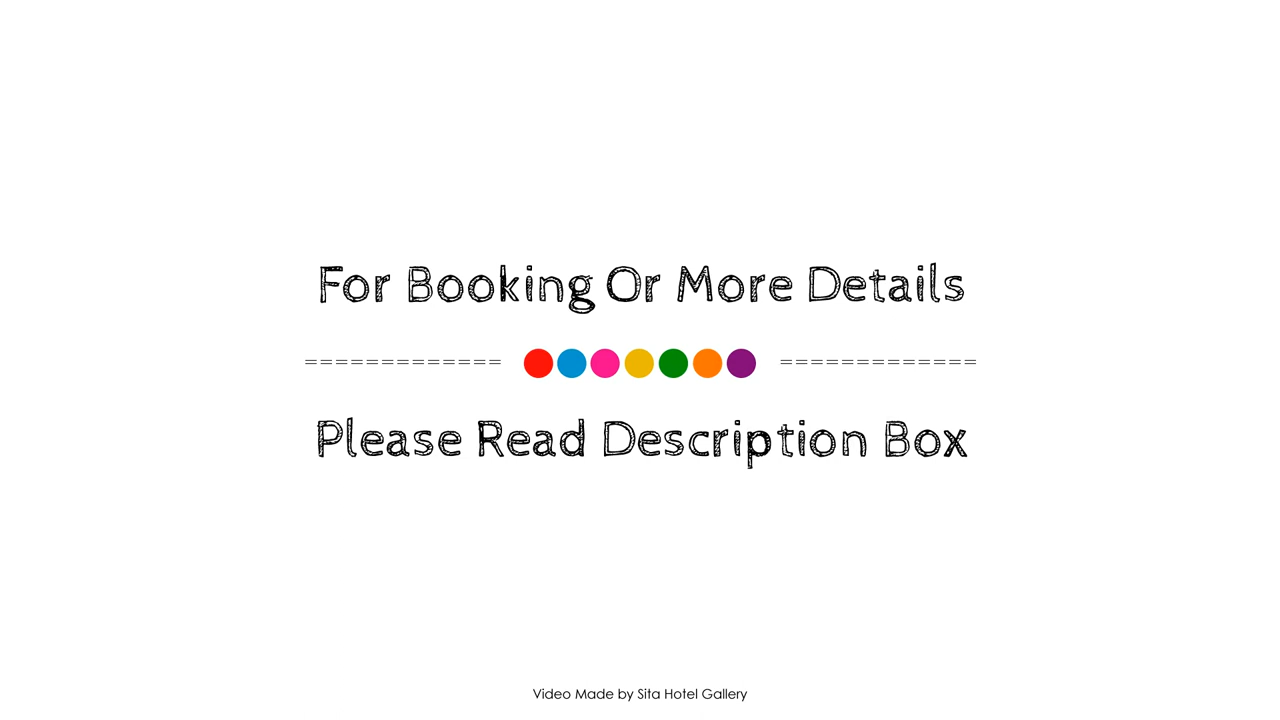 For Booking Or More Details
============= =============
Please Read Description Box
Video Made by Sita Hotel Gallery